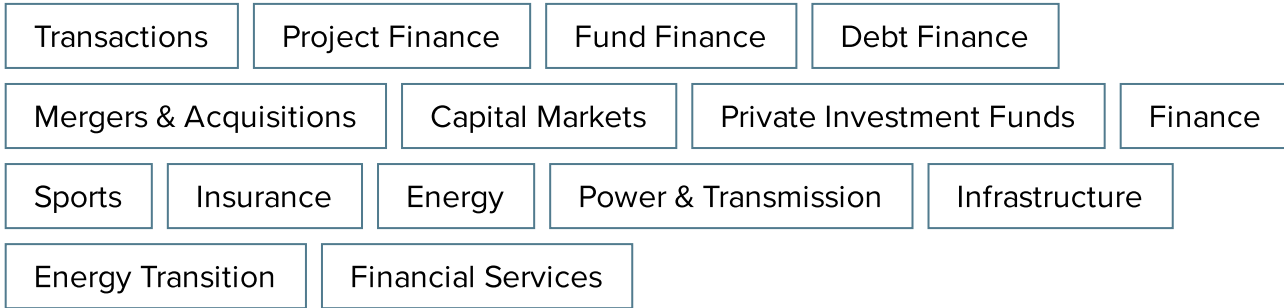 Transactions Project Finance Fund Finance Debt Finance
Mergers & Acquisitions Capital Markets Private Investment Funds Finance
Sports Insurance Energy Power & Transmission Infrastructure
Energy Transition Financial Services